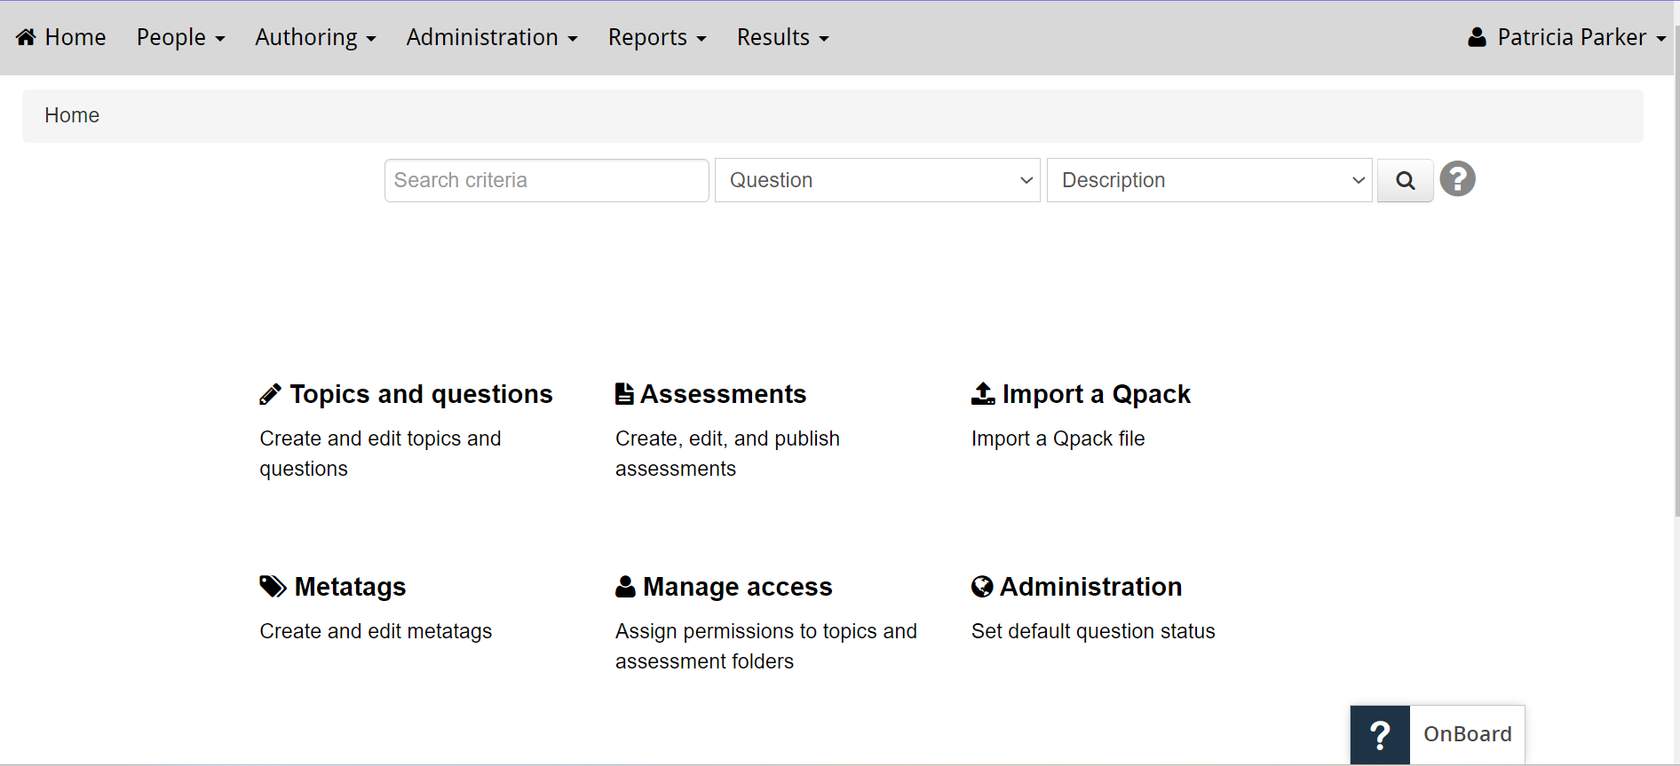 Home People Authoring Administration Reports Results Patricia Parker
Home
Search criteria Question Description ?
Topics and questions Assessments Import a Qpack
Create and edit topics and Create, edit, and publish Import a Qpack file
questions assessments
Metatags Manage access Administration
Create and edit metatags Assign permissions to topics and Set default question status
assessment folders
? OnBoard